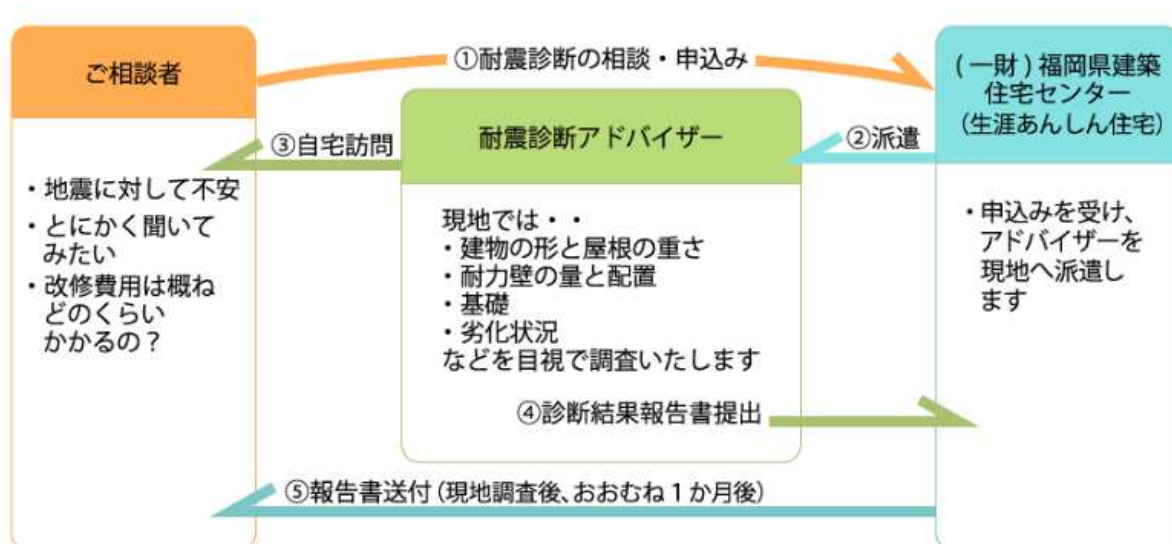 ご相談者
①耐震診断の相談・申込み
(一財)福岡県建築
住宅センター
(生涯あんしん住宅)
耐震診断アドバイザー
②派遣
③自宅訪問
・地震に対して不安
・とにかく聞いて
みたい
・改修費用は概ね
どのくらい
かかるの？
現地では・・
・建物の形と屋根の重さ
・耐力壁の量と配置
・基礎
・劣化状況
などを目視で調査いたします
・申込みを受け、
アドバイザーを
現地へ派遣し
ます
④診断結果報告書提出
⑤報告書送付(現地調査後、おおむね1か月後)